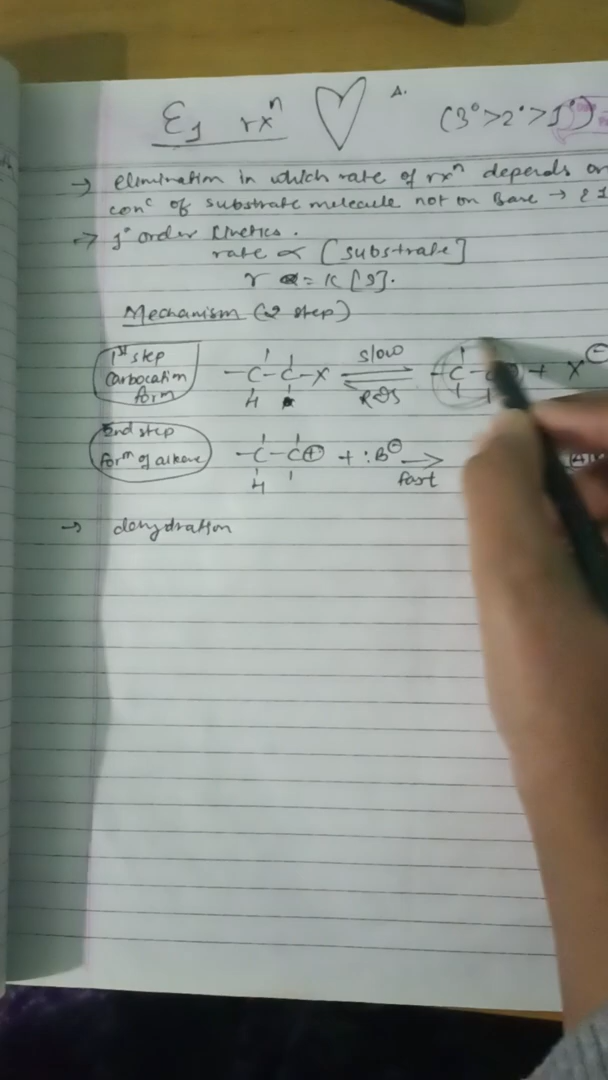 E1 rxⁿ A. (3°>2°>1°)
→ elimination in which rate of rxⁿ depends on
conᶜ of substrate molecule not on Base → E1
→ 1° order kinetics.
rate ∝ [substrate]
r = K[S].
Mechanism (2 step)
1st step
Carbocation
form
-C-C-X
H
slow
RDS
-C-
+ X⊖
2nd step
formⁿ of alkene
-C-C⊕ + :B⊖ →
H
fast
→ dehydration